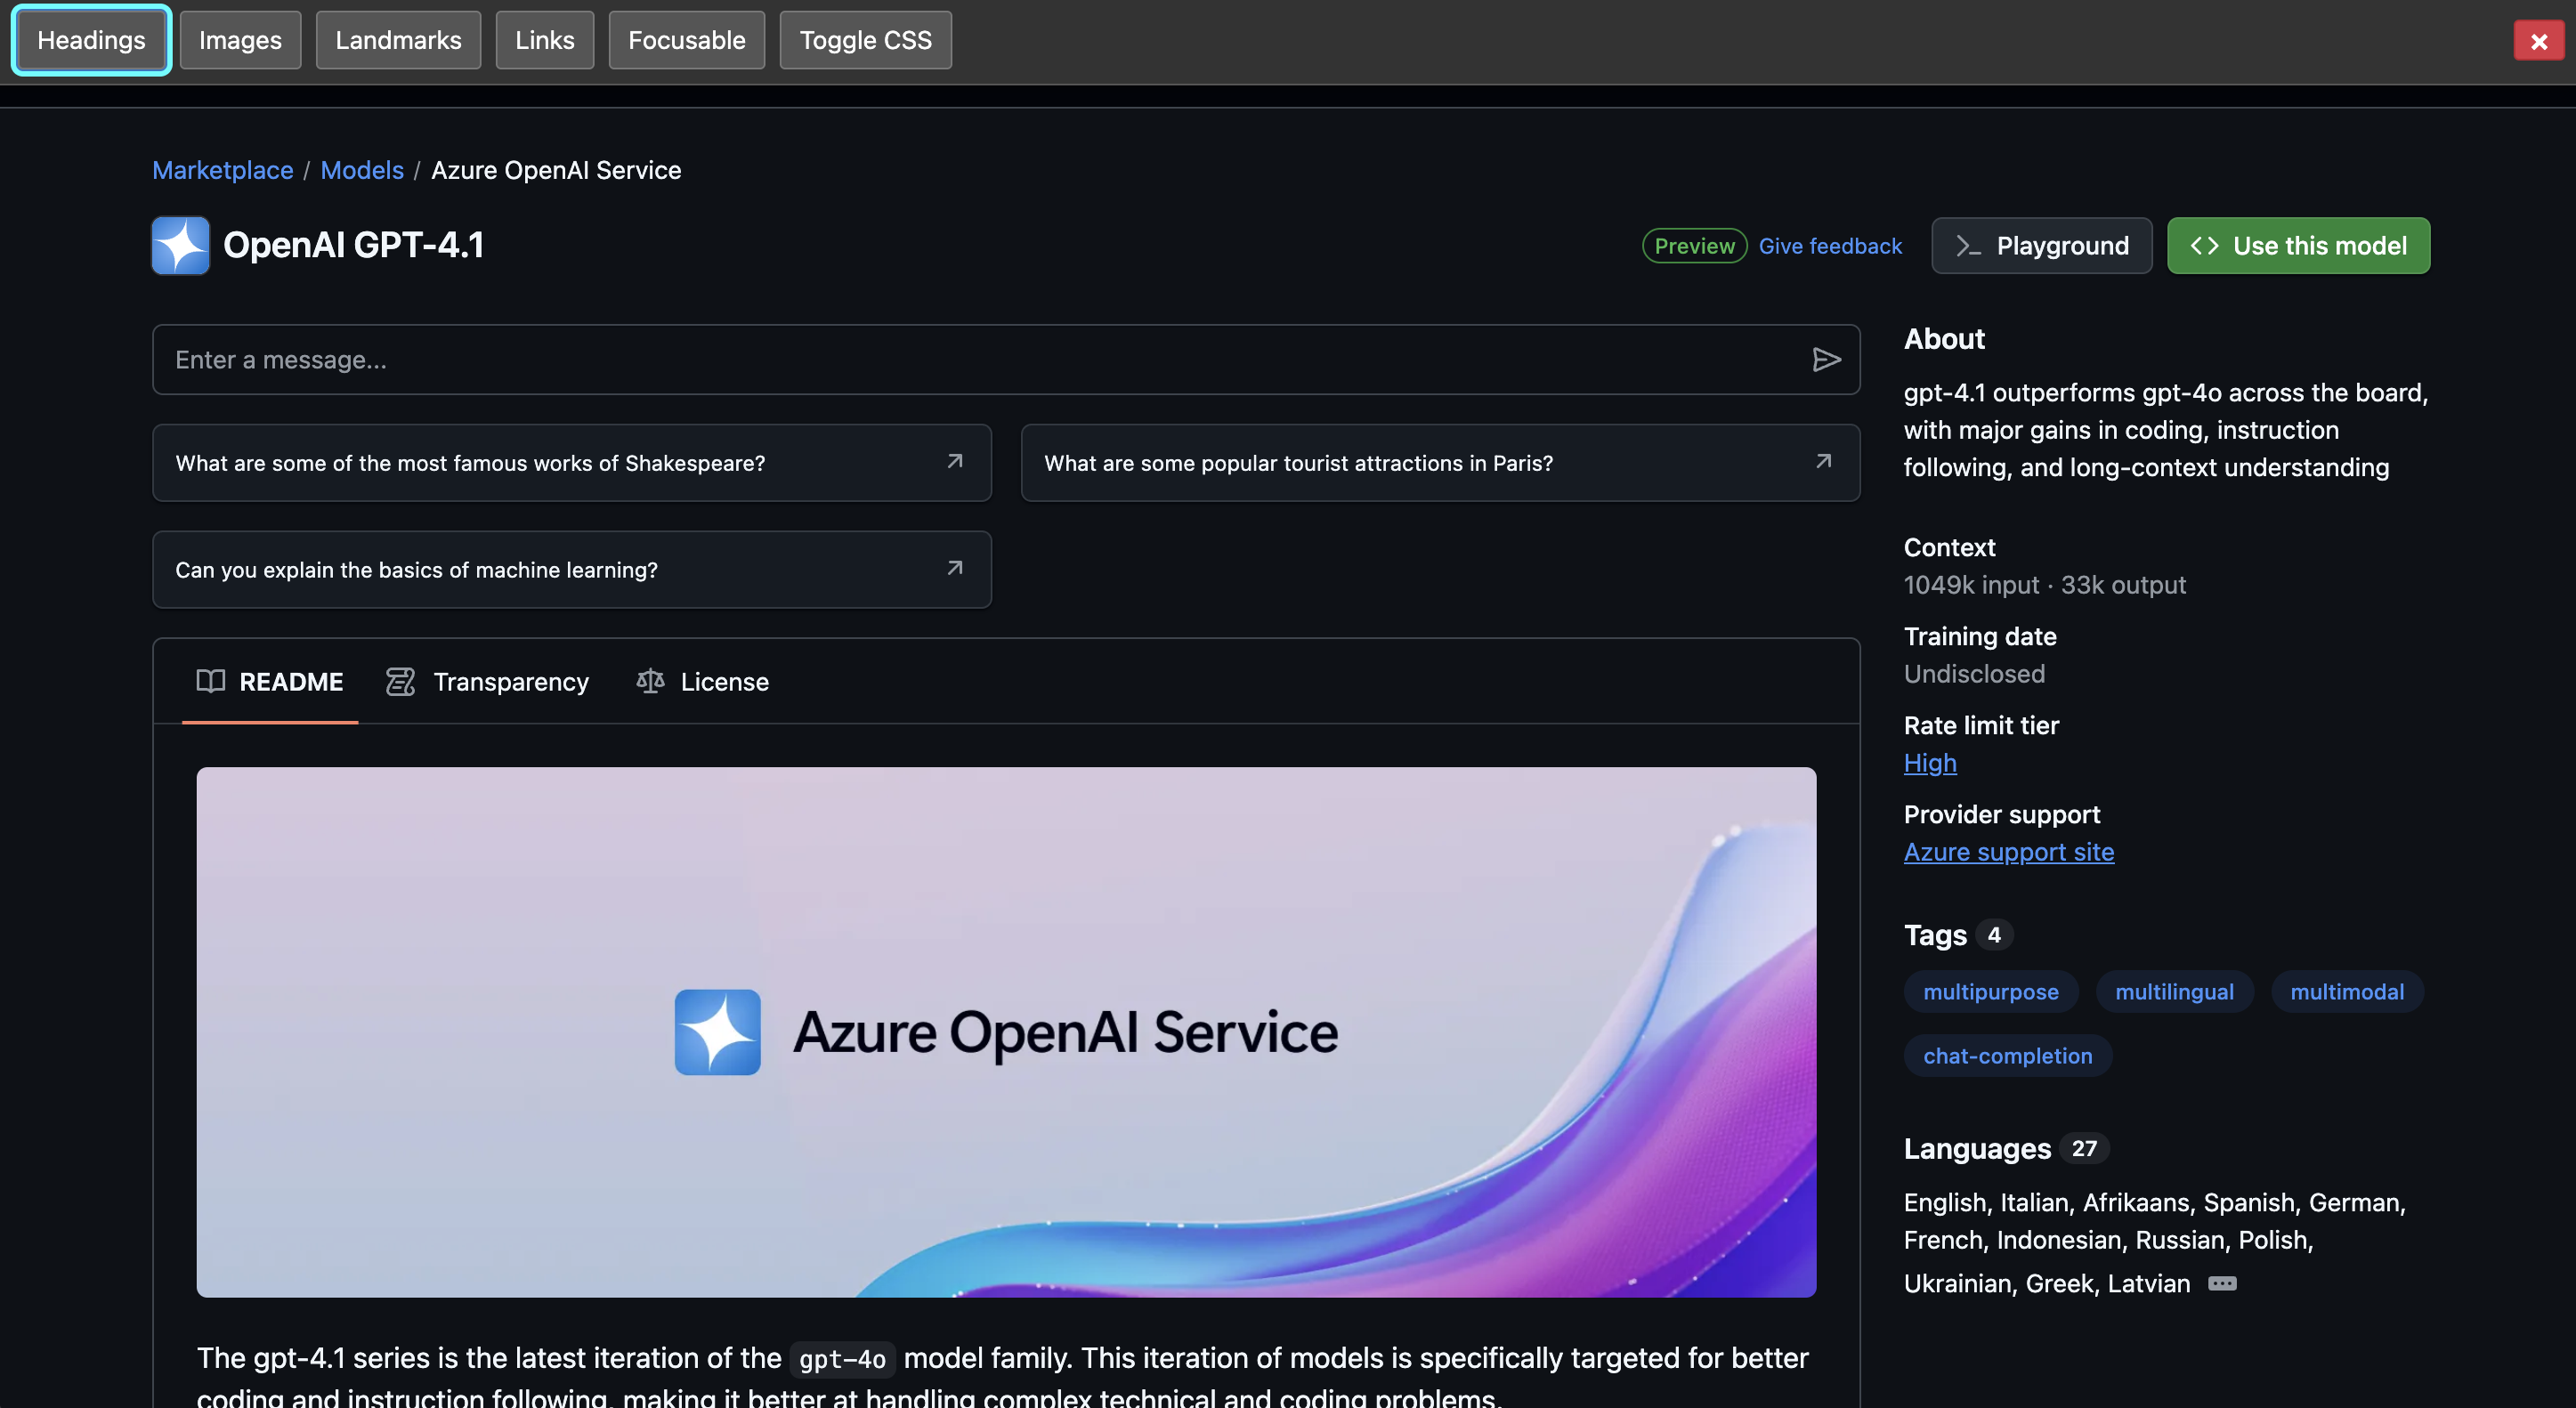 Headings Images Landmarks Links Focusable Toggle CSS
Marketplace / Models / Azure OpenAI Service
OpenAI GPT-4.1
Preview Give feedback Playground Use this model
Enter a message...
What are some of the most famous works of Shakespeare?
What are some popular tourist attractions in Paris?
Can you explain the basics of machine learning?
README Transparency License
Azure OpenAI Service
The gpt-4.1 series is the latest iteration of the gpt-4o model family. This iteration of models is specifically targeted for better
coding and instruction following, making it better at handling complex technical and coding problems.
About
gpt-4.1 outperforms gpt-4o across the board,
with major gains in coding, instruction
following, and long-context understanding
Context
1049k input · 33k output
Training date
Undisclosed
Rate limit tier
High
Provider support
Azure support site
Tags 4
multipurpose multilingual multimodal
chat-completion
Languages 27
English, Italian, Afrikaans, Spanish, German,
French, Indonesian, Russian, Polish,
Ukrainian, Greek, Latvian